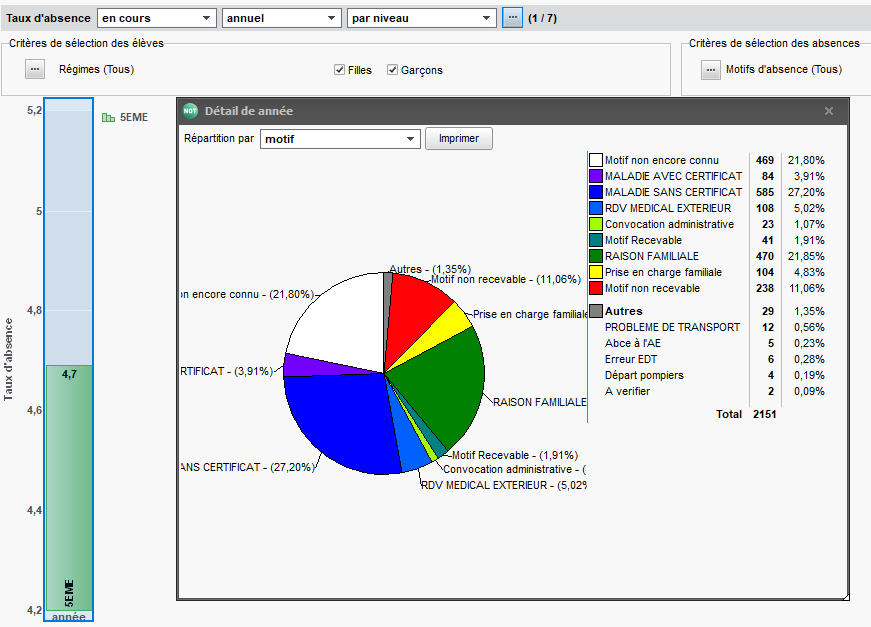 Taux d'absence en cours annuel par niveau ... (1 / 7)
Critères de sélection des élèves
Critères de sélection des absences
... Régimes (Tous) Filles Garçons
... Motifs d'absence (Tous)
5,2
5
4,8
4,6
4,4
4,2
Taux d'absence
4,7
5EME
année
5EME
NOT Détail de année
Répartition par motif Imprimer
Autres - (1,35%)
Motif non recevable - (11,06%)
n encore connu - (21,80%)
Prise en charge familiale
ERTIFICAT - (3,91%)
RAISON FAMILIALE
ANS CERTIFICAT - (27,20%)
Motif Recevable - (1,91%)
Convocation administrative - (
RDV MEDICAL EXTERIEUR - (5,02%
Motif non encore connu 469 21,80%
MALADIE AVEC CERTIFICAT 84 3,91%
MALADIE SANS CERTIFICAT 585 27,20%
RDV MEDICAL EXTERIEUR 108 5,02%
Convocation administrative 23 1,07%
Motif Recevable 41 1,91%
RAISON FAMILIALE 470 21,85%
Prise en charge familiale 104 4,83%
Motif non recevable 238 11,06%
Autres 29 1,35%
PROBLEME DE TRANSPORT 12 0,56%
Abce à l'AE 5 0,23%
Erreur EDT 6 0,28%
Départ pompiers 4 0,19%
A verifier 2 0,09%
Total 2151